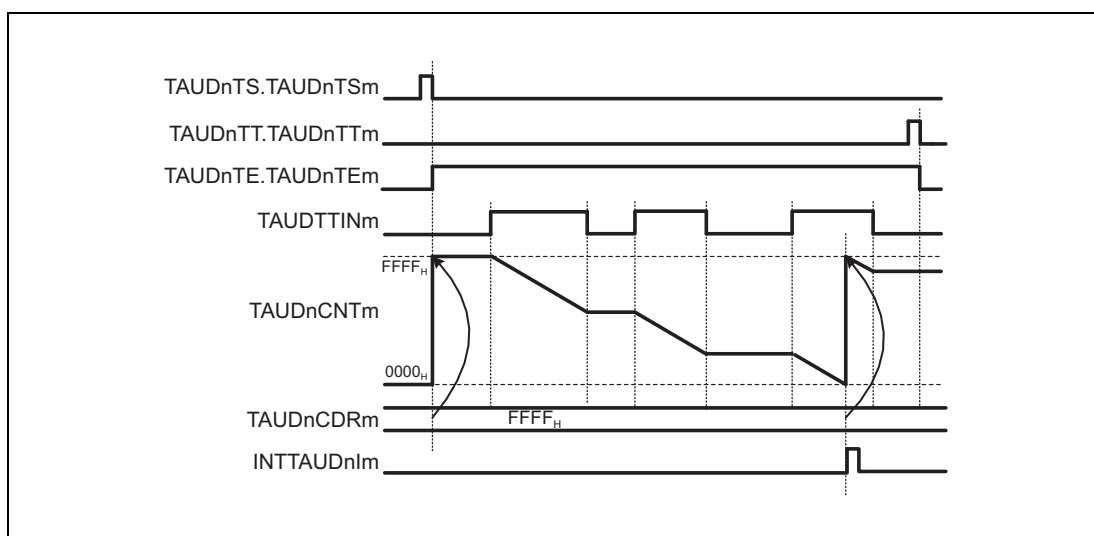 TAUDnTS.TAUDnTSm
TAUDnTT.TAUDnTTm
TAUDnTE.TAUDnTEm
TAUDTTINm
FFFFH
TAUDnCNTm
0000H
TAUDnCDRm
FFFFH
INTTAUDnIm